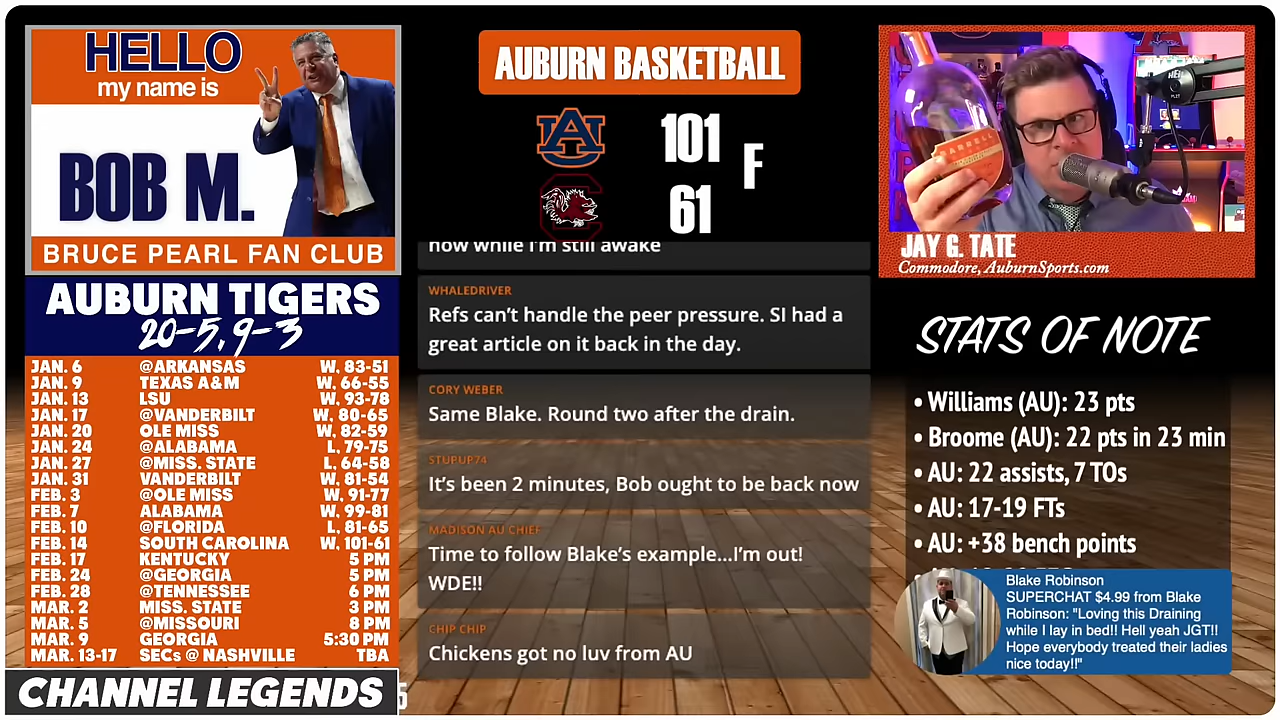 HELLO
my name is
BOB M.
BRUCE PEARL FAN CLUB
AUBURN TIGERS
20-5, 9-3
JAN. 6 @ARKANSAS W, 83-51
JAN. 9 TEXAS A&M W, 66-55
JAN. 13 LSU W, 93-78
JAN. 17 @VANDERBILT W, 80-65
JAN. 20 OLE MISS W, 82-59
JAN. 24 @ALABAMA L, 79-75
JAN. 27 @MISS. STATE L, 64-58
JAN. 31 VANDERBILT W, 81-54
FEB. 3 @OLE MISS W, 91-77
FEB. 7 ALABAMA W, 99-81
FEB. 10 @FLORIDA L, 81-65
FEB. 14 SOUTH CAROLINA W, 101-61
FEB. 17 KENTUCKY 5 PM
FEB. 24 @GEORGIA 5 PM
FEB. 28 @TENNESSEE 6 PM
MAR. 2 MISS. STATE 3 PM
MAR. 5 @MISSOURI 8 PM
MAR. 9 GEORGIA 5:30 PM
MAR. 13-17 SECs @ NASHVILLE TBA
CHANNEL LEGENDS
AUBURN BASKETBALL
AU 101
F
61
now while I'm still awake
WHALEDRIVER
Refs can't handle the peer pressure. SI had a
great article on it back in the day.
CORY WEBER
Same Blake. Round two after the drain.
STUPUP74
It's been 2 minutes, Bob ought to be back now
MADISON AU CHIEF
Time to follow Blake's example...I'm out!
WDE!!
CHIP CHIP
Chickens got no luv from AU
JAY G. TATE
Commodore, AuburnSports.com
STATS OF NOTE
• Williams (AU): 23 pts
• Broome (AU): 22 pts in 23 min
• AU: 22 assists, 7 TOs
• AU: 17-19 FTs
• AU: +38 bench points
Blake Robinson
SUPERCHAT $4.99 from Blake
Robinson: "Loving this Draining
while I lay in bed!! Hell yeah JGT!!
Hope everybody treated their ladies
nice today!!"